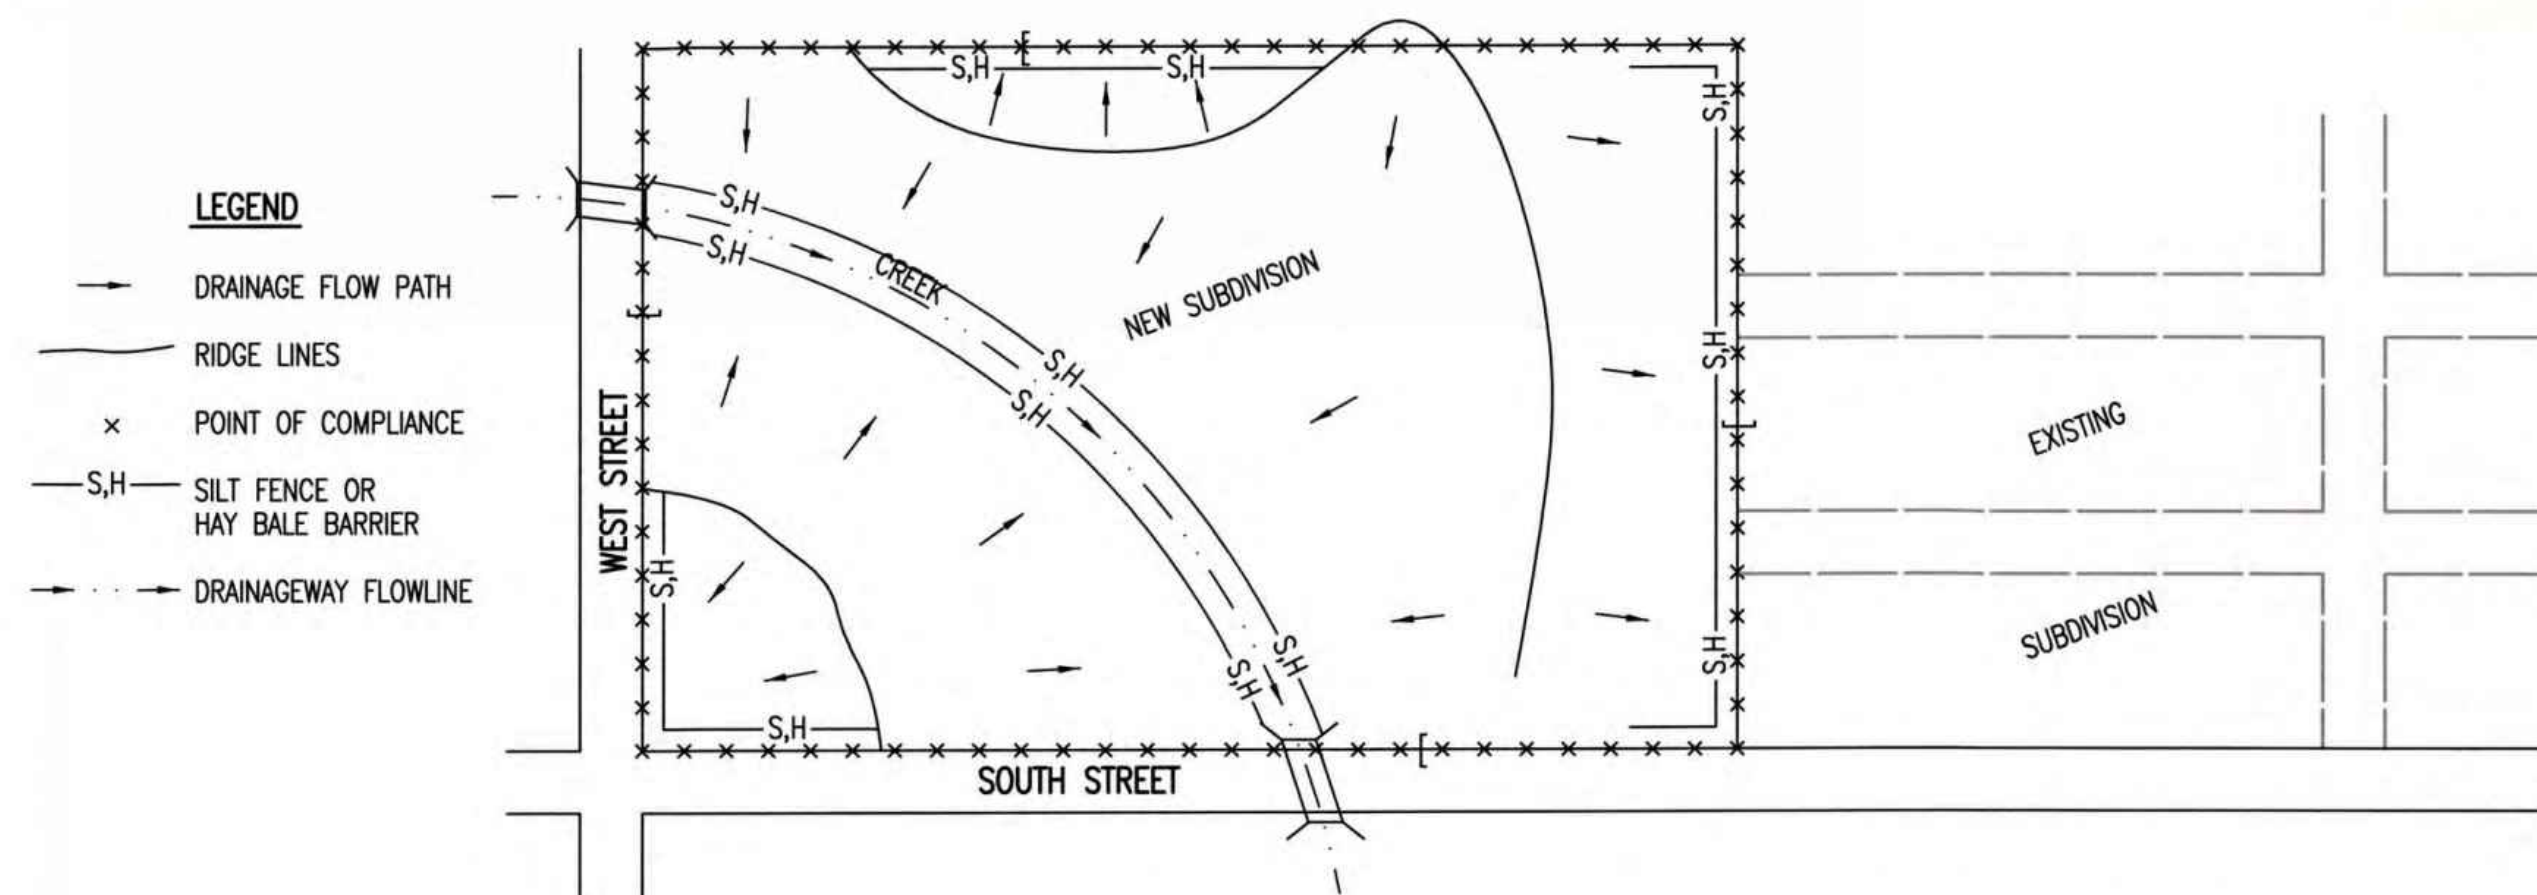 LEGEND
DRAINAGE FLOW PATH
RIDGE LINES
× POINT OF COMPLIANCE
S,H SILT FENCE OR
HAY BALE BARRIER
DRAINAGEWAY FLOWLINE
S,H
S,H
S,H
S,H
CREEK
S,H
S,H
S,H
S,H
NEW SUBDIVISION
WEST STREET
S,H
S,H
SOUTH STREET
S,H
S,H
S,H
EXISTING
SUBDIVISION